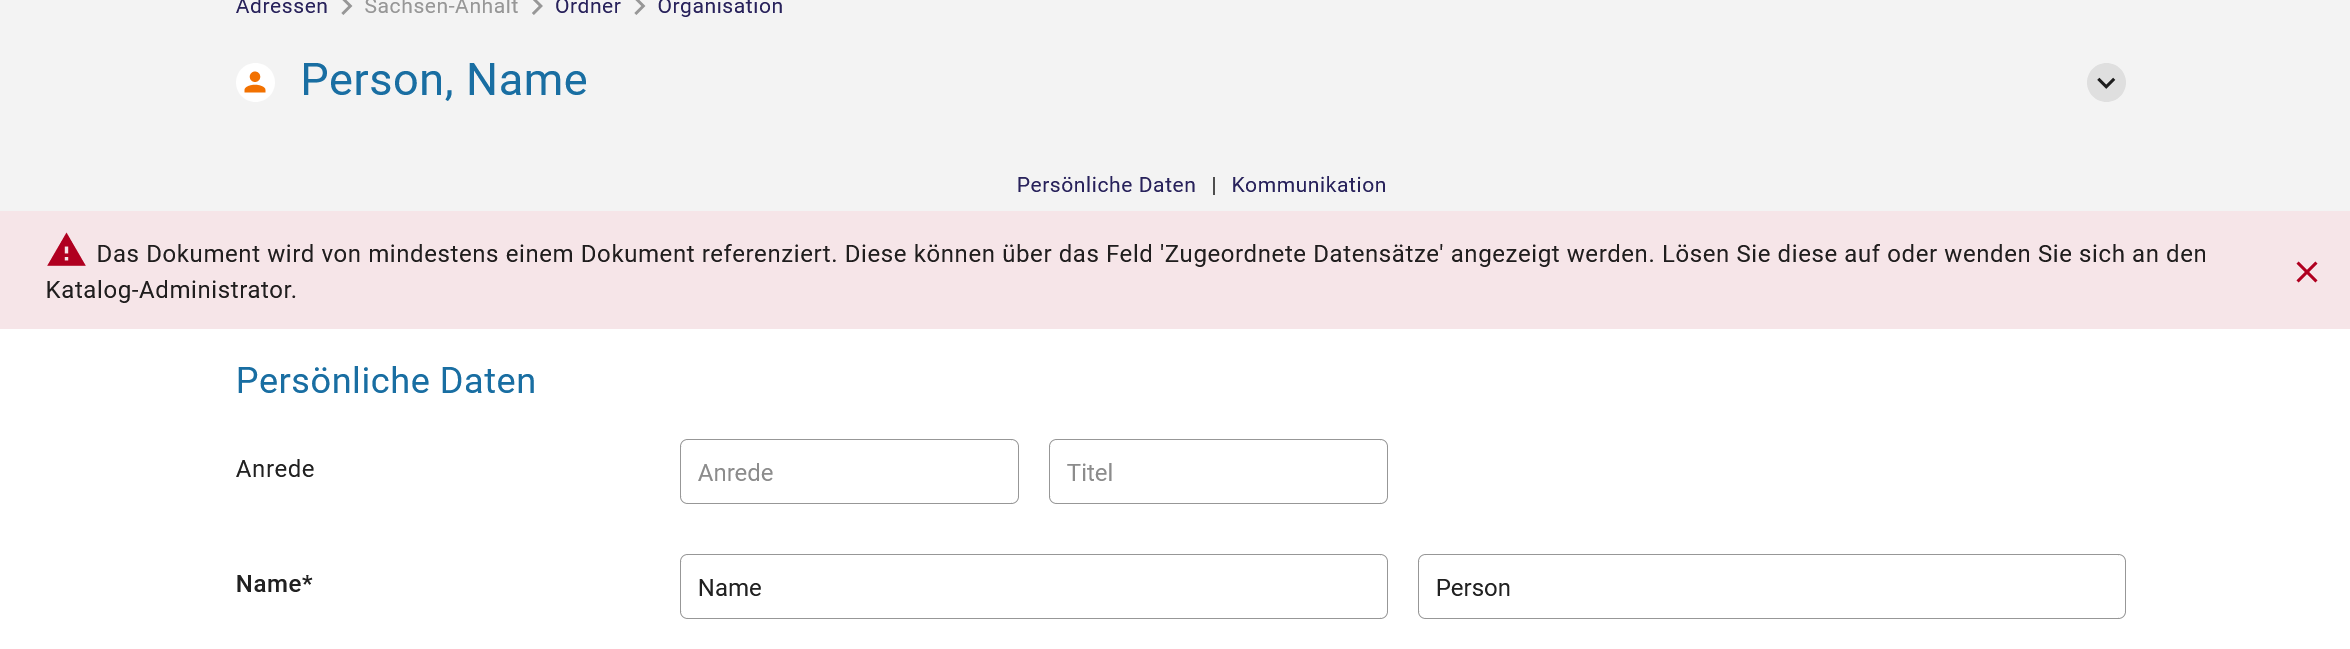 Adressen > Sachsen-Anhalt > Ordner > Organisation
Person, Name
Persönliche Daten | Kommunikation
Das Dokument wird von mindestens einem Dokument referenziert. Diese können über das Feld 'Zugeordnete Datensätze' angezeigt werden. Lösen Sie diese auf oder wenden Sie sich an den
Katalog-Administrator.
Persönliche Daten
Anrede Anrede Titel
Name* Name Person